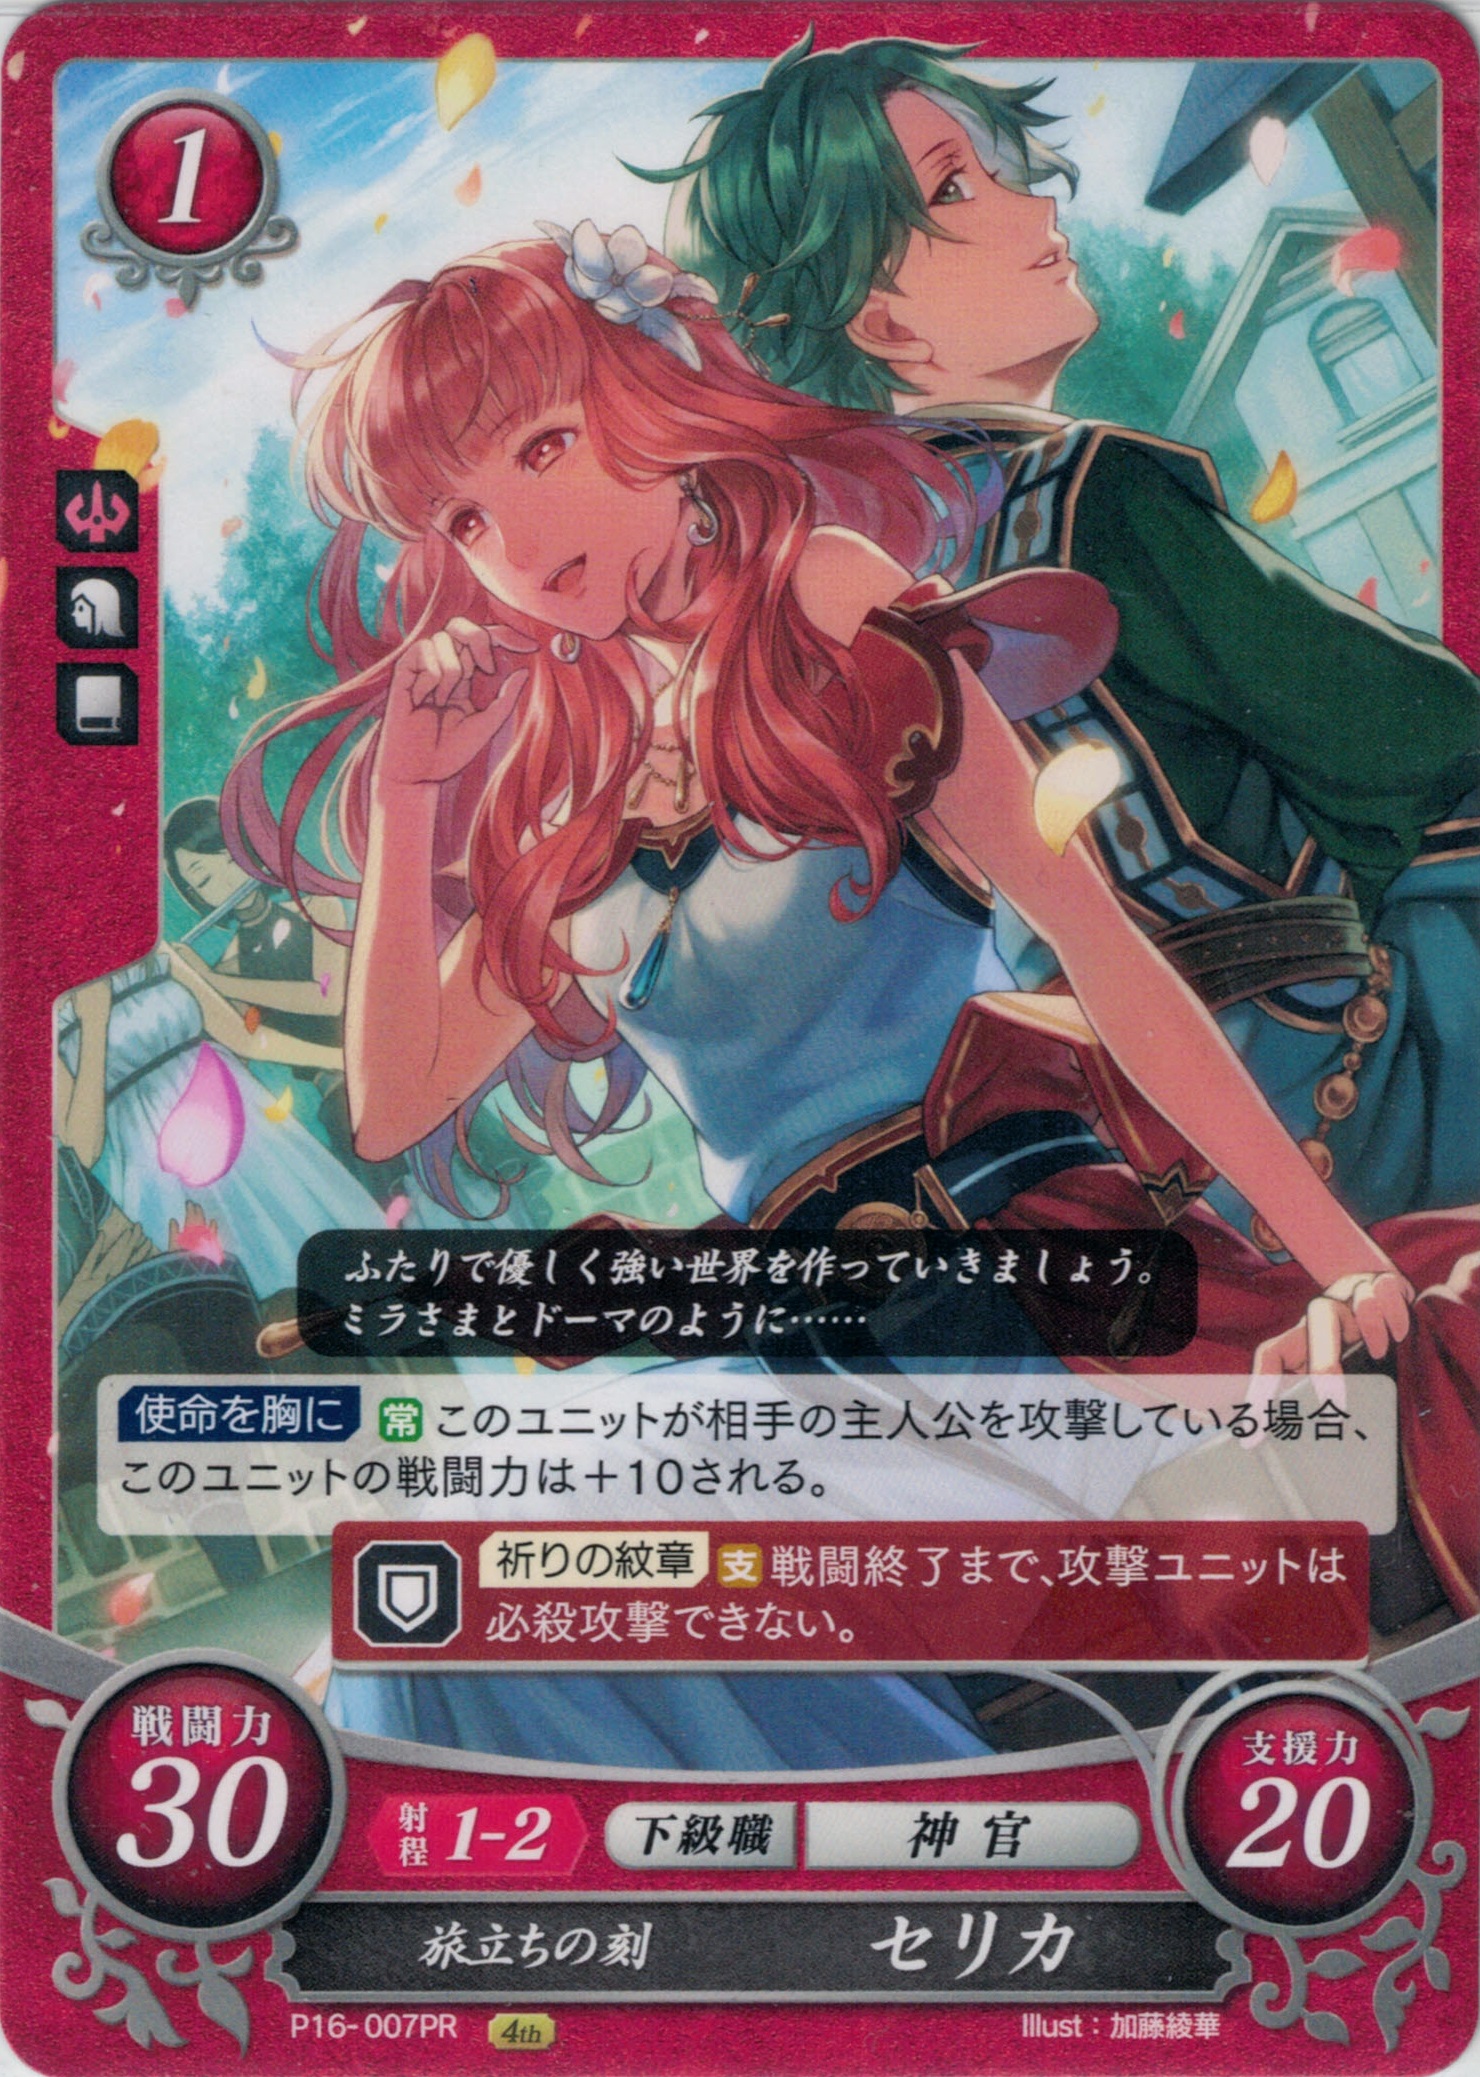 1
ふたりで優しく強い世界を作っていきましょう。
ミラさまとドーマのように……
使命を胸に 常 このユニットが相手の主人公を攻撃している場合、
このユニットの戦闘力は＋10される。
祈りの紋章 支 戦闘終了まで、攻撃ユニットは
必殺攻撃できない。
戦闘力
30
射程 1-2 下級職 神官
支援力
20
旅立ちの刻 セリカ
P16-007PR 4th Illust：加藤綾華